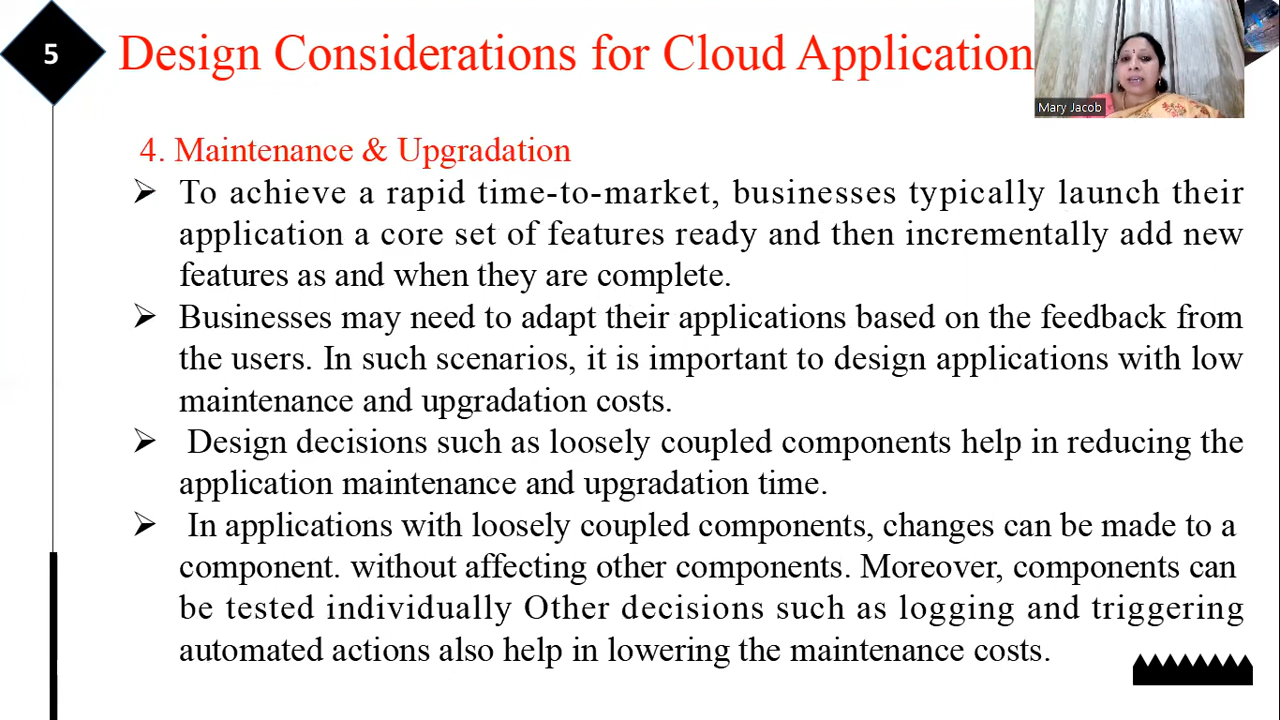 5
Design Considerations for Cloud Application
Mary Jacob
4. Maintenance & Upgradation
To achieve a rapid time-to-market, businesses typically launch their
application a core set of features ready and then incrementally add new
features as and when they are complete.
Businesses may need to adapt their applications based on the feedback from
the users. In such scenarios, it is important to design applications with low
maintenance and upgradation costs.
Design decisions such as loosely coupled components help in reducing the
application maintenance and upgradation time.
In applications with loosely coupled components, changes can be made to a
component. without affecting other components. Moreover, components can
be tested individually Other decisions such as logging and triggering
automated actions also help in lowering the maintenance costs.